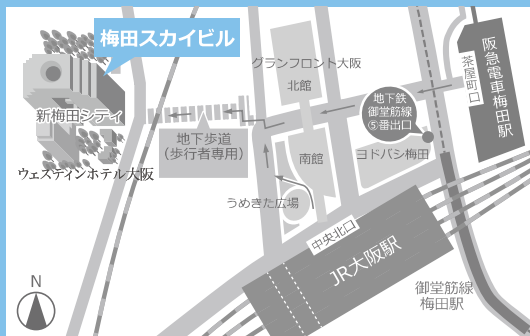 梅田スカイビル
新梅田シティ
ウェスティンホテル大阪
地下歩道
（歩行者専用）
グランフロント大阪
北館
南館
うめきた広場
地下鉄
御堂筋線
⑤番出口
ヨドバシ梅田
茶屋町口
阪急電車梅田駅
中央北口
JR大阪駅
御堂筋線
梅田駅
N